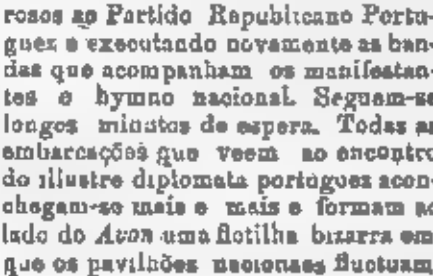 rosos ao Partido Republicano Portu-
guez e executando novamente as ban-
das que acompanham os manifestan-
tes o hymno nacional. Seguem-se
longos minutos de espera. Todas as
embarcações que veem ao encontro
do illustre diplomata portuguez acon-
chegam-se mais e mais e formam ao
lado do Avon uma flotilha bizarra em
que os pavilhões nacionaes fluctuam